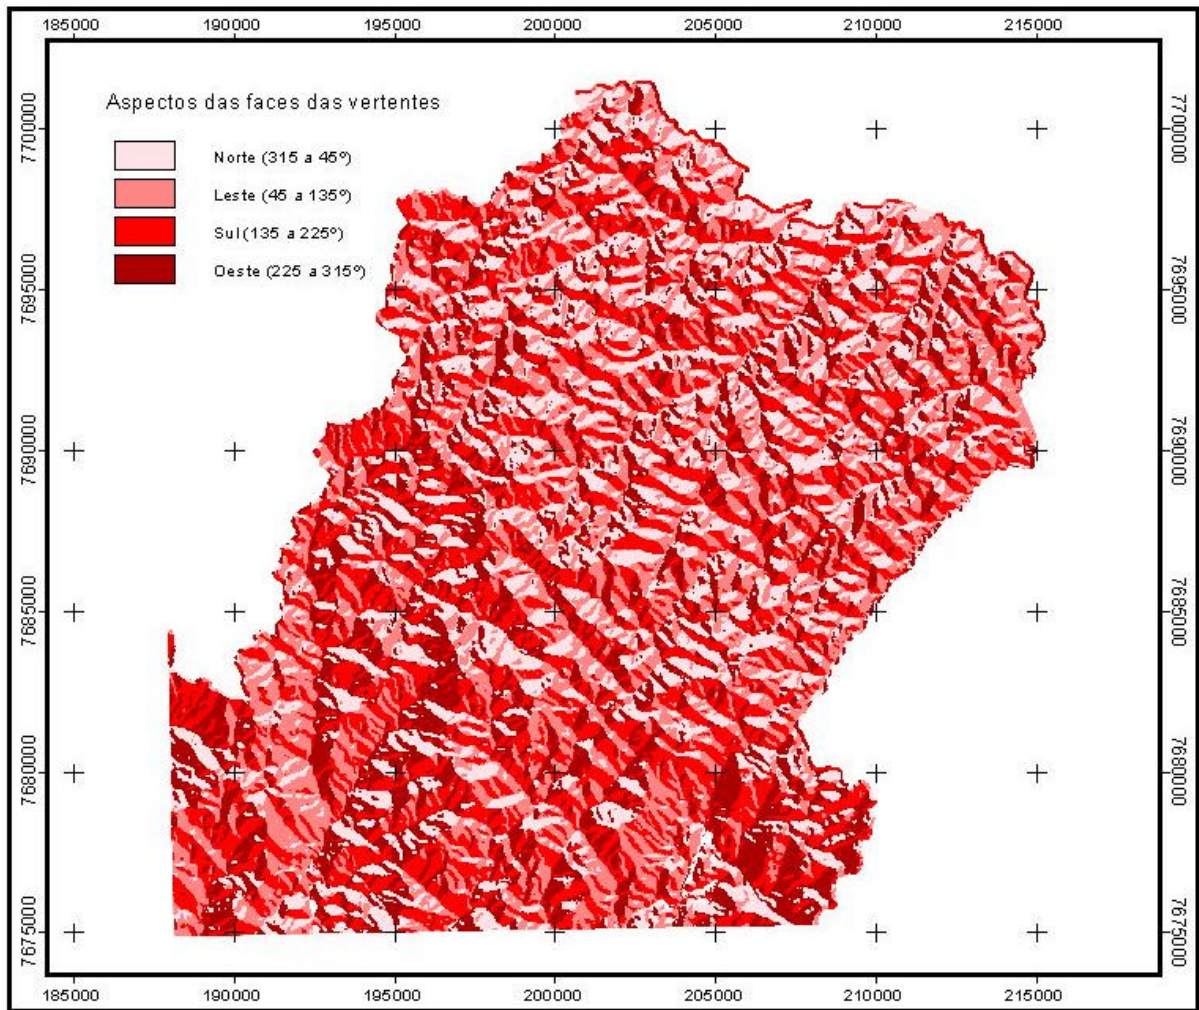 185000 190000 195000 200000 205000 210000 215000
Aspectos das faces das vertentes
Norte (315 a 45º)
Leste (45 a 135º)
Sul (135 a 225º)
Oeste (225 a 315º)
7700000
7695000
7690000
7685000
7680000
7675000
7700000
7695000
7690000
7685000
7680000
7675000
185000 190000 195000 200000 205000 210000 215000